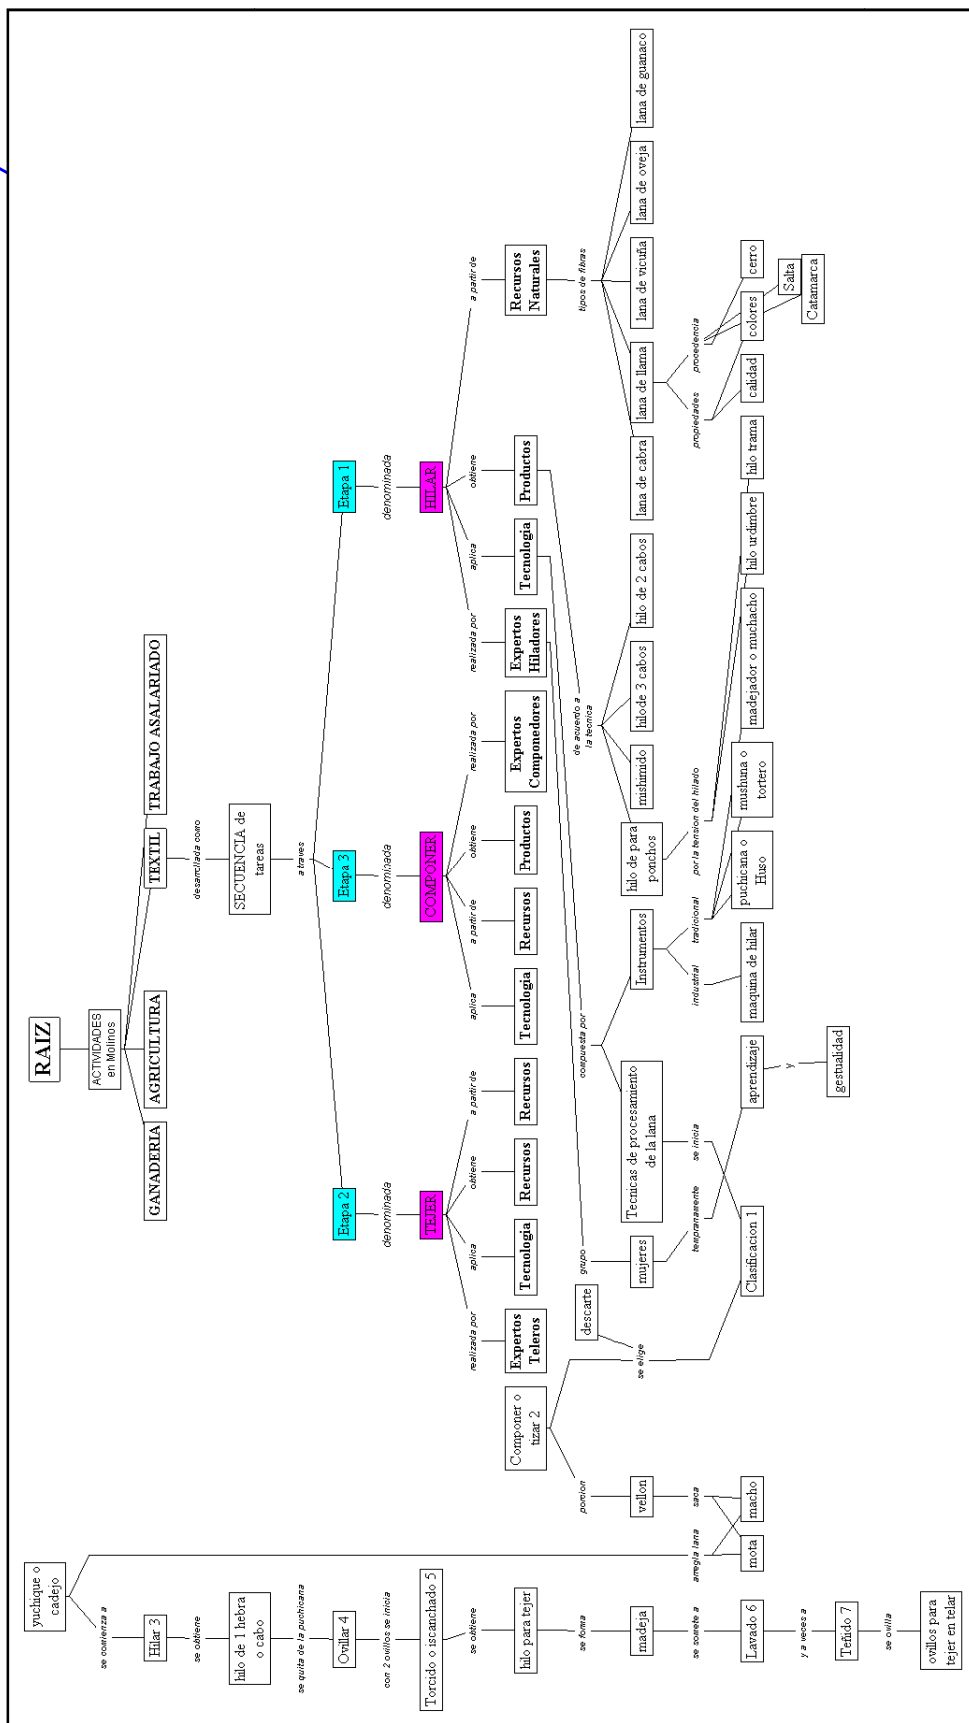 RAIZ
ACTIVIDADES
en Molinos
GANADERIA
AGRICULTURA
TEXTIL
TRABAJO ASALARIADO
desarrollada como
SECUENCIA de
tareas
a traves
Etapa 2
Etapa 3
Etapa 1
denominada
denominada
denominada
TEJER
COMPONER
HILAR
realizada por
aplica
obtiene
a partir de
aplica
a partir de
obtiene
realizada por
realizada por
aplica
obtiene
a partir de
Expertos
Teleros
Tecnologia
Recursos
Recursos
Tecnologia
Recursos
Productos
Expertos
Componedores
Expertos
Hiladores
Tecnologia
Productos
Recursos
Naturales
grupo
compuesta por
de acuerdo a
la tecnica
tipos de fibras
mujeres
Tecnicas de procesamiento
de la lana
Instrumentos
hilo de para
ponchos
mishimido
hilo de 3 cabos
hilo de 2 cabos
lana de cabra
lana de llama
lana de vicuña
lana de oveja
lana de guanaco
tempranamente
se inicia
industrial
tradicional
por la tension del hilado
propiedades
procedencia
Clasificacion 1
aprendizaje
maquina de hilar
puchicana o
Huso
mushuna o
tortero
madejador o muchacho
hilo urdimbre
hilo trama
calidad
colores
cerro
Salta
Catamarca
y
gestualidad
descarte
se elige
Componer o
tizar 2
porcion
vellon
saca
arregla lana
mota
macho
yuchique o
cadejo
se comienza a
Hilar 3
se obtiene
hilo de 1 hebra
o cabo
se quita de la puchicana
Ovillar 4
con 2 ovillos se inicia
Torcido o iscanchado 5
se obtiene
hilo para tejer
se forma
madeja
se somete a
Lavado 6
y a veces a
Teñido 7
se ovilla
ovillos para
tejer en telar